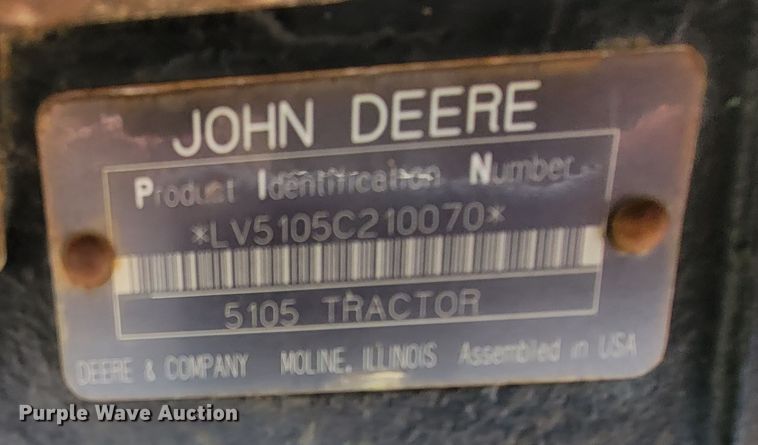 JOHN DEERE
Product Identification Number
*LV5105C210070*
5105 TRACTOR
DEERE & COMPANY MOLINE, ILLINOIS Assembled in USA
Purple Wave Auction